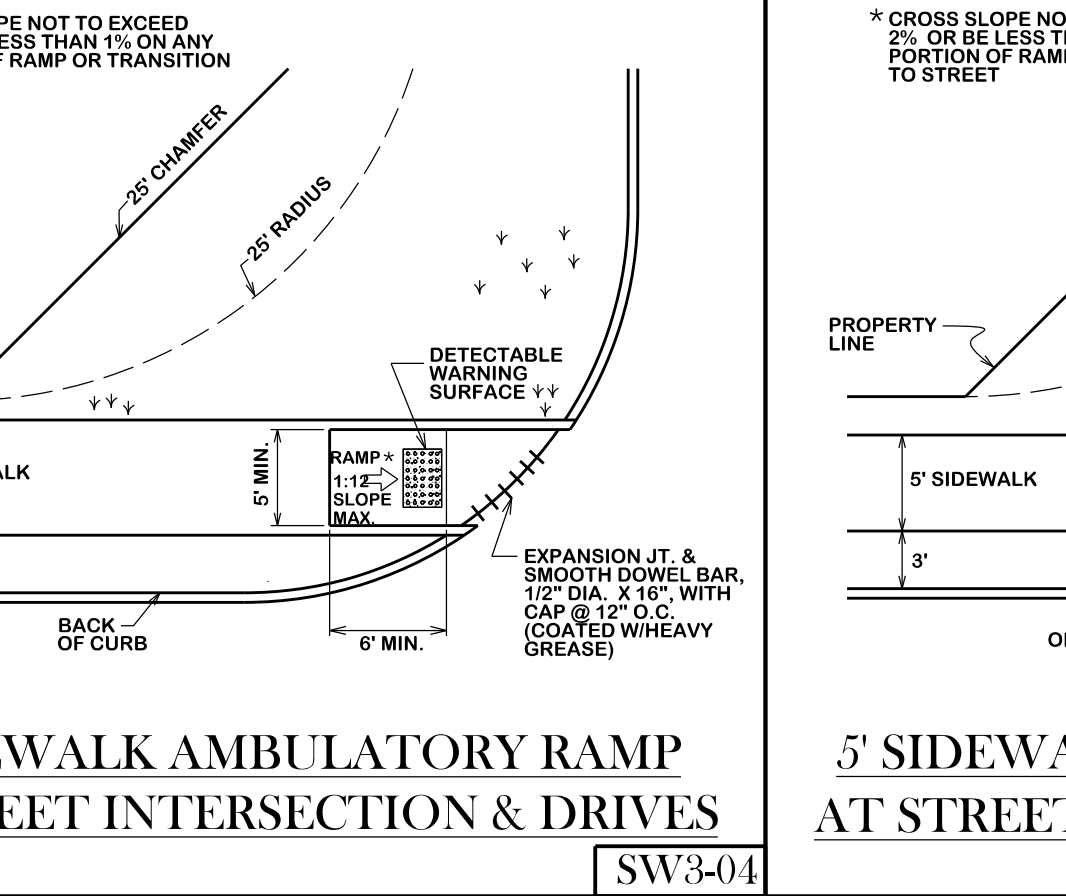 PE NOT TO EXCEED
ESS THAN 1% ON ANY
F RAMP OR TRANSITION
25' CHAMFER
25' RADIUS
DETECTABLE
WARNING
SURFACE
ALK
5' MIN.
RAMP *
1:12
SLOPE
MAX.
EXPANSION JT. &
SMOOTH DOWEL BAR,
1/2" DIA. X 16", WITH
CAP @ 12" O.C.
(COATED W/HEAVY
GREASE)
BACK
OF CURB
6' MIN.
EWALK AMBULATORY RAMP
EET INTERSECTION & DRIVES
SW3-04
* CROSS SLOPE NO
2% OR BE LESS TH
PORTION OF RAM
TO STREET
PROPERTY
LINE
5' SIDEWALK
3'
O
5' SIDEWA
AT STREET